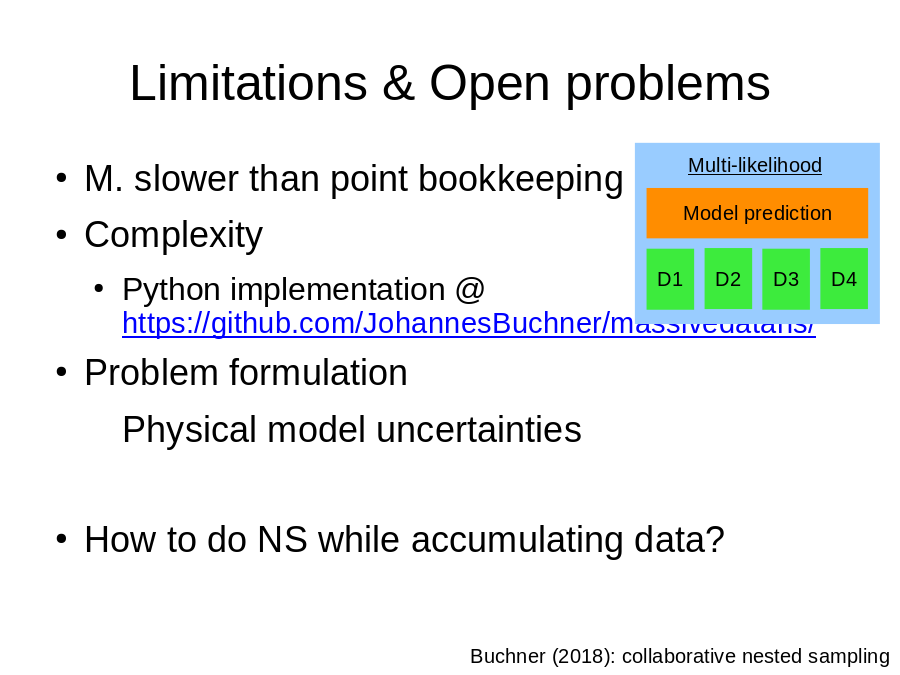 Limitations & Open problems
• M. slower than point bookkeeping
• Complexity
• Python implementation @
https://github.com/JohannesBuchner/massivedatans/
• Problem formulation
Physical model uncertainties
• How to do NS while accumulating data?
Multi-likelihood
Model prediction
D1 D2 D3 D4
Buchner (2018): collaborative nested sampling